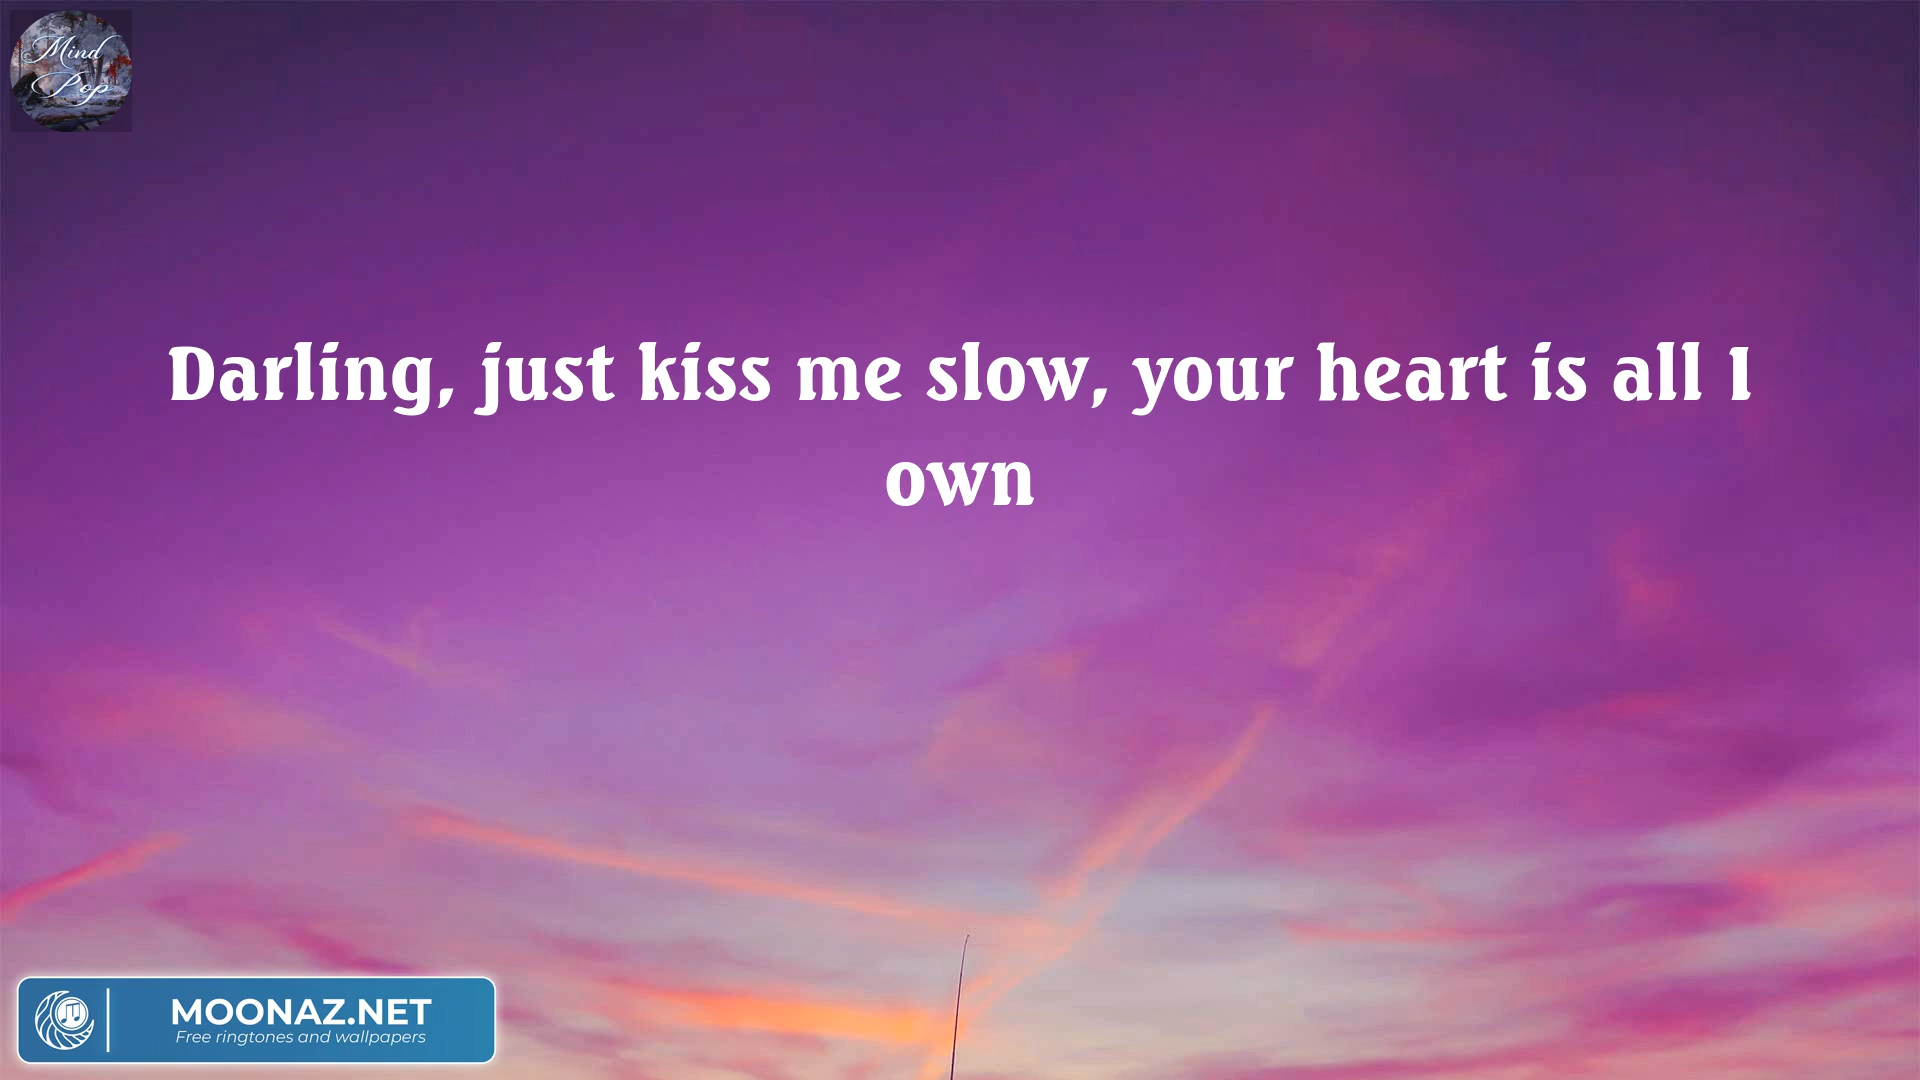 Mind
Pop
Darling, just kiss me slow, your heart is all I
own
MOONAZ.NET
Free ringtones and wallpapers